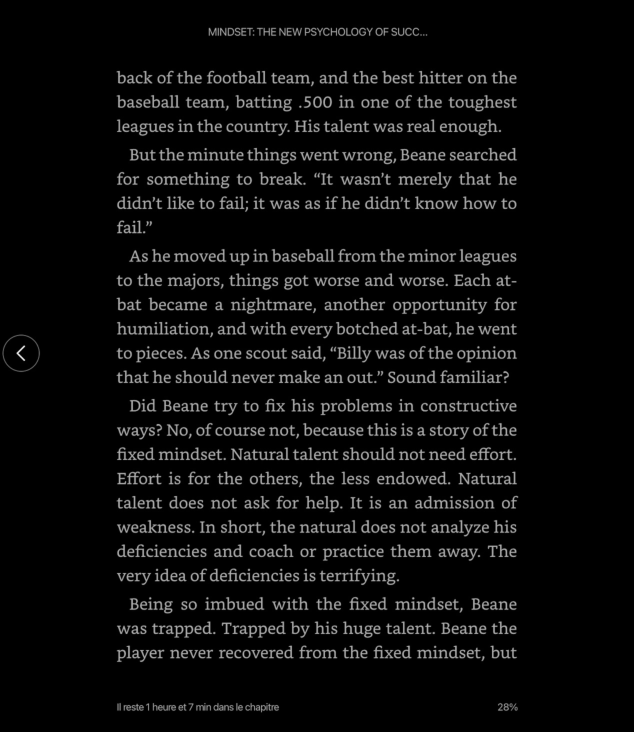 MINDSET: THE NEW PSYCHOLOGY OF SUCC...
back of the football team, and the best hitter on the
baseball team, batting .500 in one of the toughest
leagues in the country. His talent was real enough.
But the minute things went wrong, Beane searched
for something to break. “It wasn’t merely that he
didn’t like to fail; it was as if he didn’t know how to
fail.”
As he moved up in baseball from the minor leagues
to the majors, things got worse and worse. Each at-
bat became a nightmare, another opportunity for
humiliation, and with every botched at-bat, he went
to pieces. As one scout said, “Billy was of the opinion
that he should never make an out.” Sound familiar?
Did Beane try to fix his problems in constructive
ways? No, of course not, because this is a story of the
fixed mindset. Natural talent should not need effort.
Effort is for the others, the less endowed. Natural
talent does not ask for help. It is an admission of
weakness. In short, the natural does not analyze his
deficiencies and coach or practice them away. The
very idea of deficiencies is terrifying.
Being so imbued with the fixed mindset, Beane
was trapped. Trapped by his huge talent. Beane the
player never recovered from the fixed mindset, but
Il reste 1 heure et 7 min dans le chapitre
28%